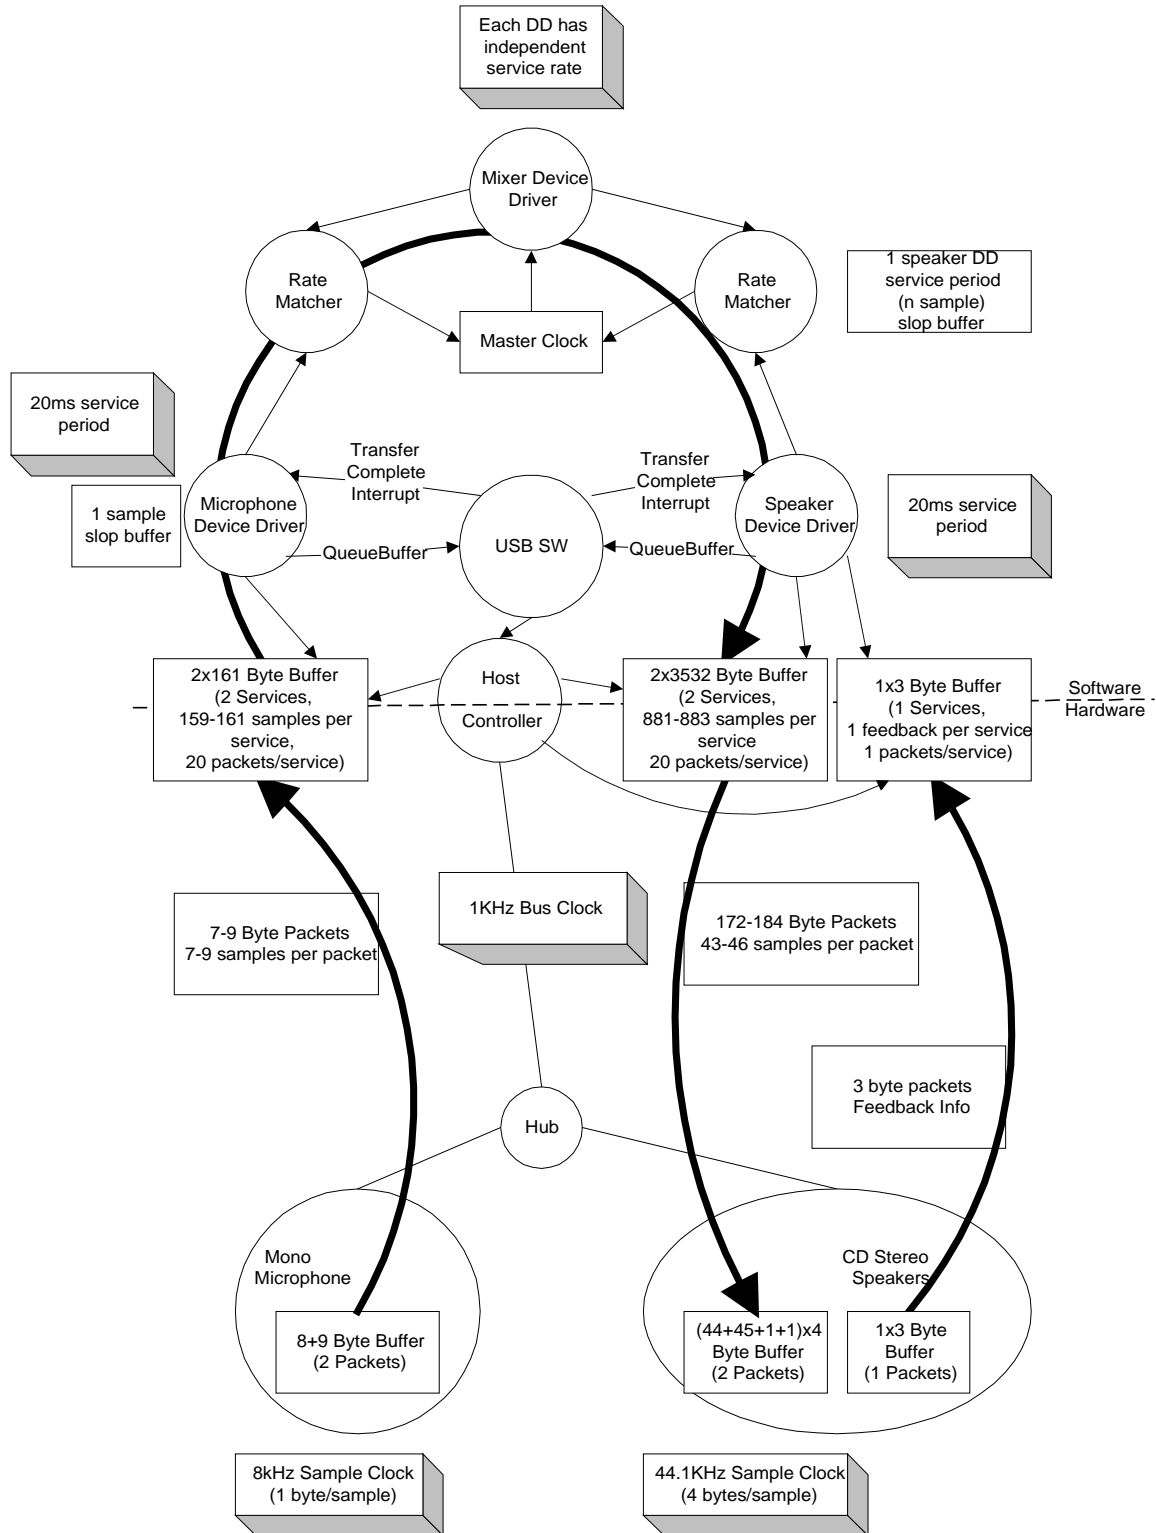 Each DD has
independent
service rate
Mixer Device
Driver
Rate
Matcher
Rate
Matcher
1 speaker DD
service period
(n sample)
slop buffer
Master Clock
20ms service
period
Transfer
Complete
Interrupt
Transfer
Complete
Interrupt
1 sample
slop buffer
Microphone
Device Driver
Speaker
Device Driver
20ms service
period
QueueBuffer
USB SW
QueueBuffer
2x161 Byte Buffer
(2 Services,
159-161 samples per
service,
20 packets/service)
Host
Controller
2x3532 Byte Buffer
(2 Services,
881-883 samples per
service
20 packets/service)
1x3 Byte Buffer
(1 Services,
1 feedback per service
1 packets/service)
Software
Hardware
7-9 Byte Packets
7-9 samples per packet
1KHz Bus Clock
172-184 Byte Packets
43-46 samples per packet
3 byte packets
Feedback Info
Hub
Mono
Microphone
CD Stereo
Speakers
8+9 Byte Buffer
(2 Packets)
(44+45+1+1)x4
Byte Buffer
(2 Packets)
1x3 Byte
Buffer
(1 Packets)
8kHz Sample Clock
(1 byte/sample)
44.1KHz Sample Clock
(4 bytes/sample)